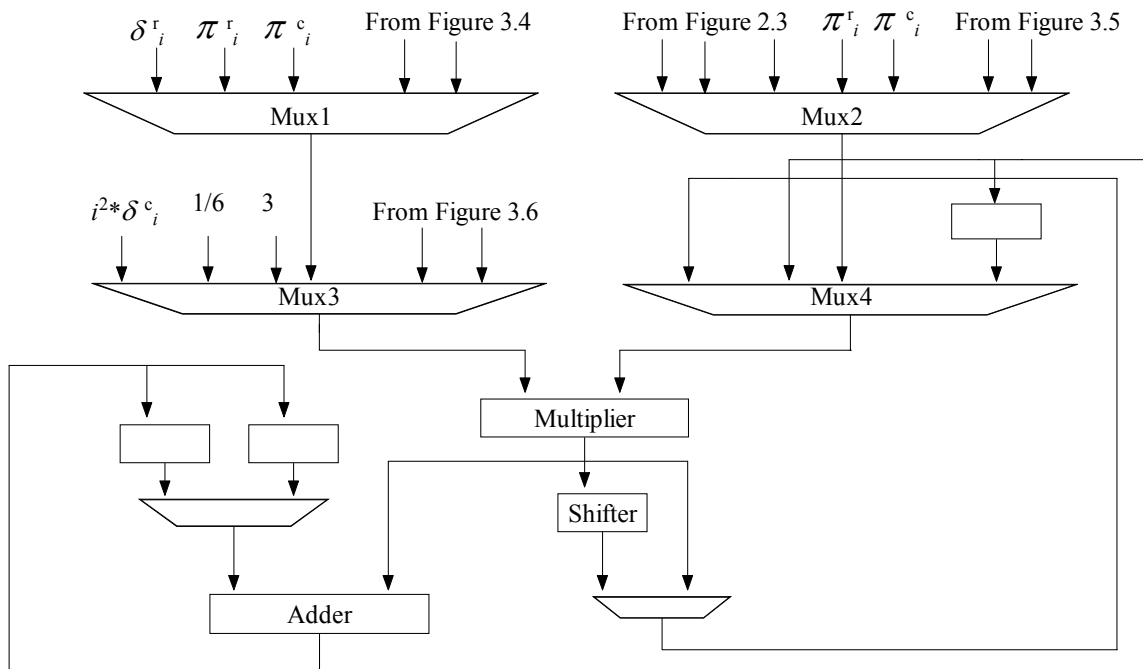 δ r i π r i π c i From Figure 3.4
From Figure 2.3 π r i π c i From Figure 3.5
Mux1
Mux2
i 2* δ c i 1/6 3 From Figure 3.6
Mux3
Mux4
Multiplier
Shifter
Adder